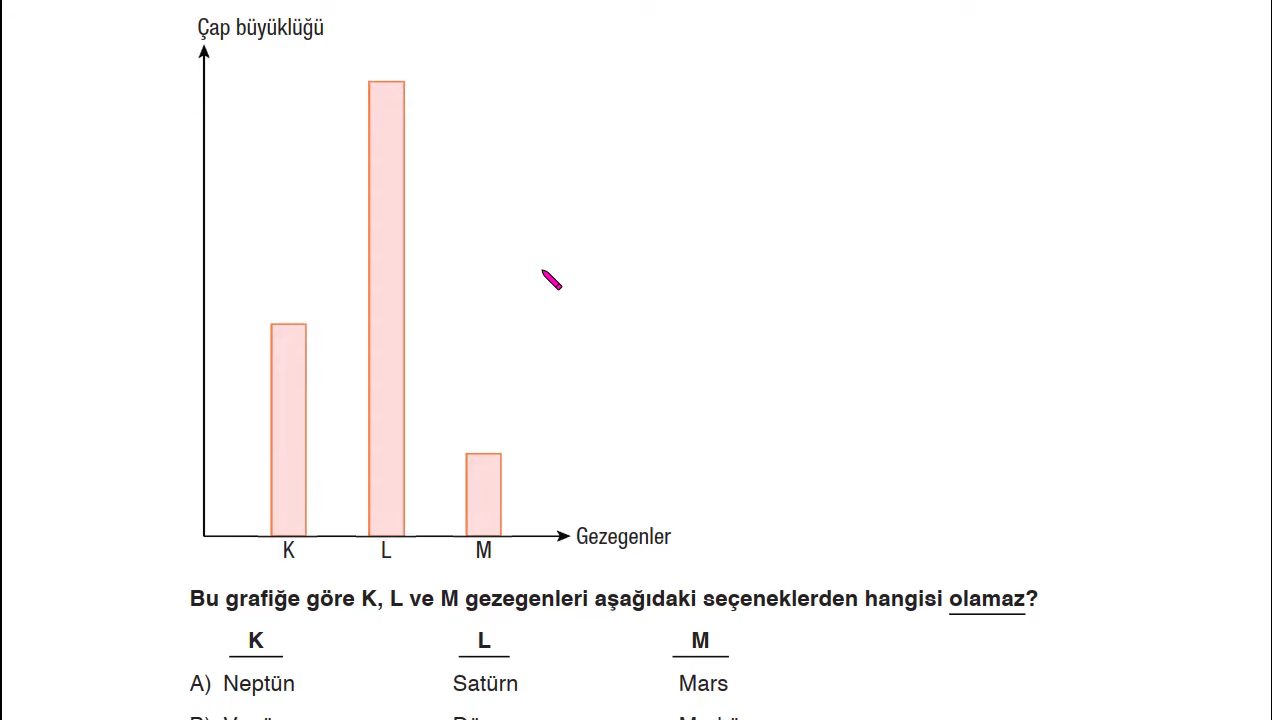 Çap büyüklüğü
K L M
Gezegenler
Bu grafiğe göre K, L ve M gezegenleri aşağıdaki seçeneklerden hangisi olamaz?
K L M
A) Neptün Satürn Mars